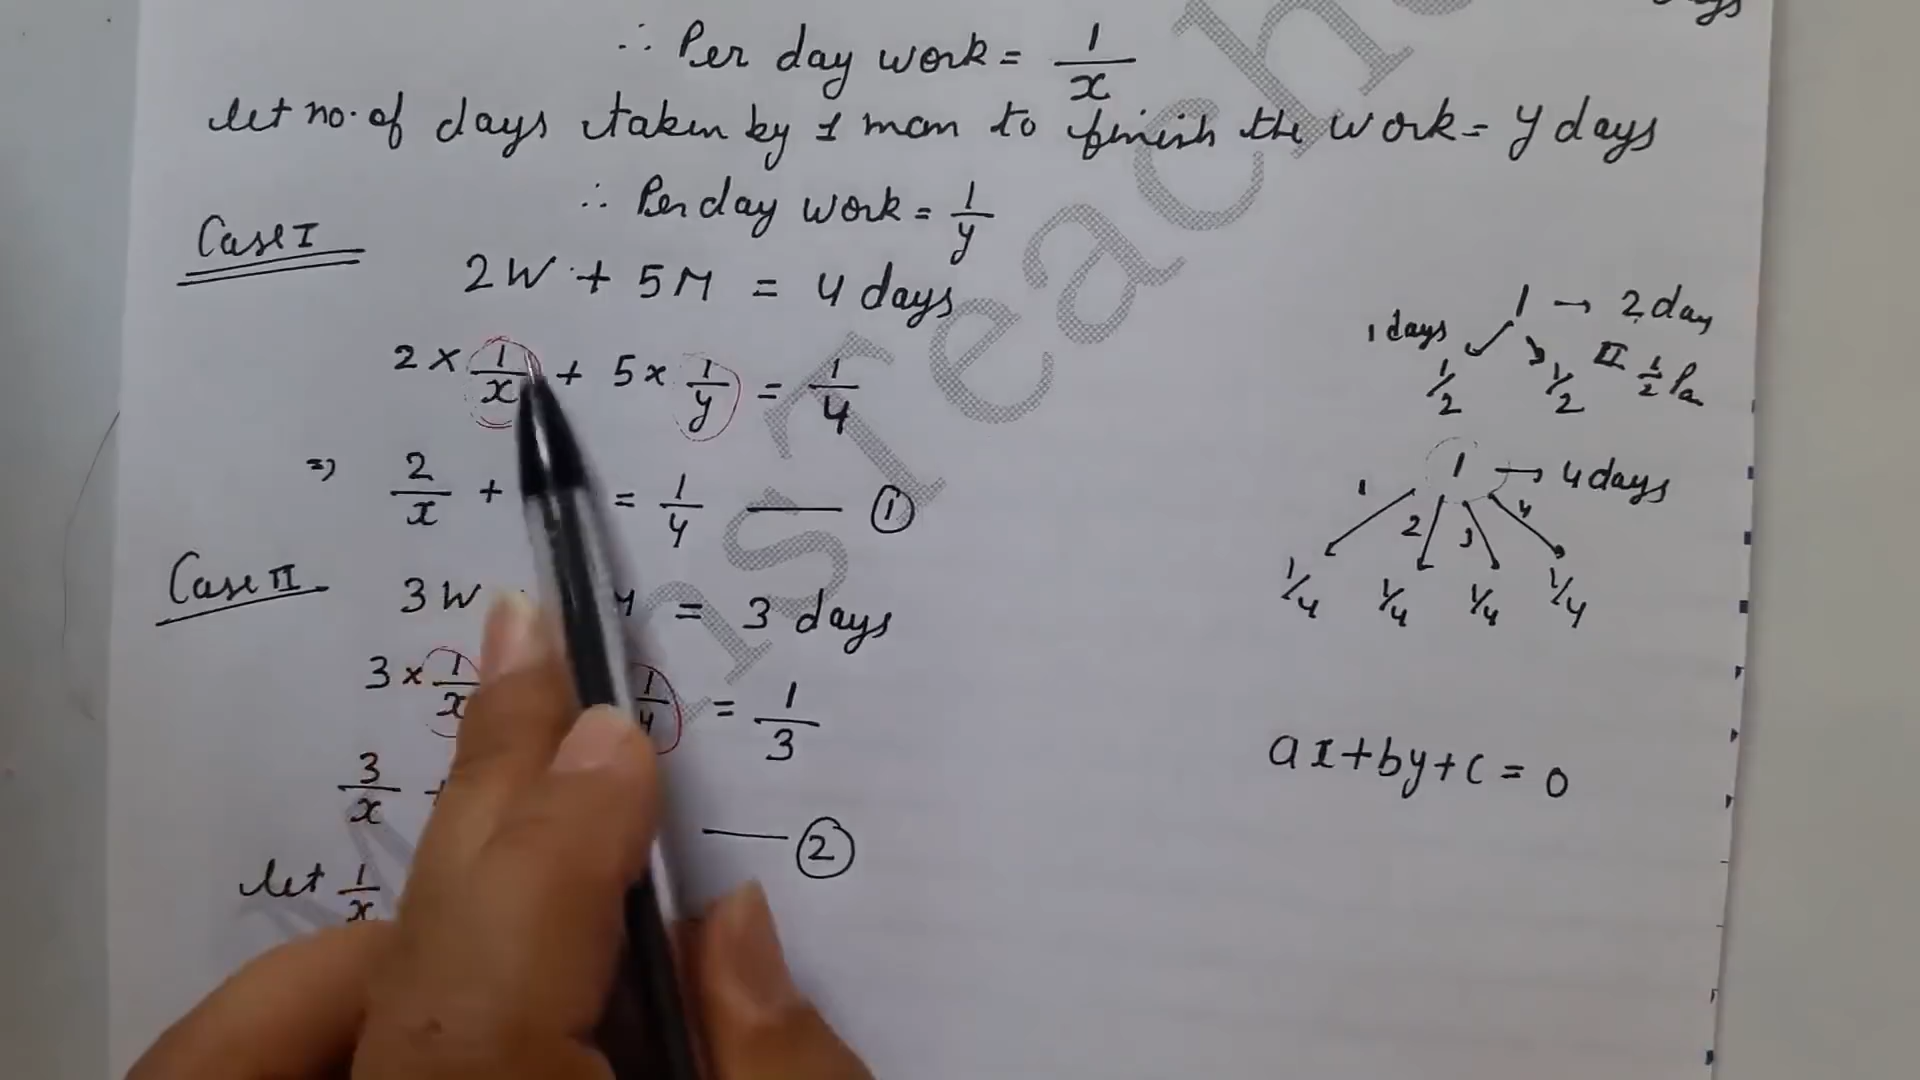 ∴ Per day work = 1/x
let no. of days taken by 1 man to finish the work = y days
∴ Per day work = 1/y
Case I
2W + 5M = 4 days
2 × 1/x + 5 × 1/y = 1/4
=> 2/x + = 1/4 —— ①
Case II
3W = 3 days
3 × 1/x 1/y = 1/3
3/x + —— ②
let 1/x
1 → 2 day
1 days
1/2 1/2 II 1/2
1 → 4 days
1 2 3 4
1/4 1/4 1/4 1/4
ax+by+c = 0